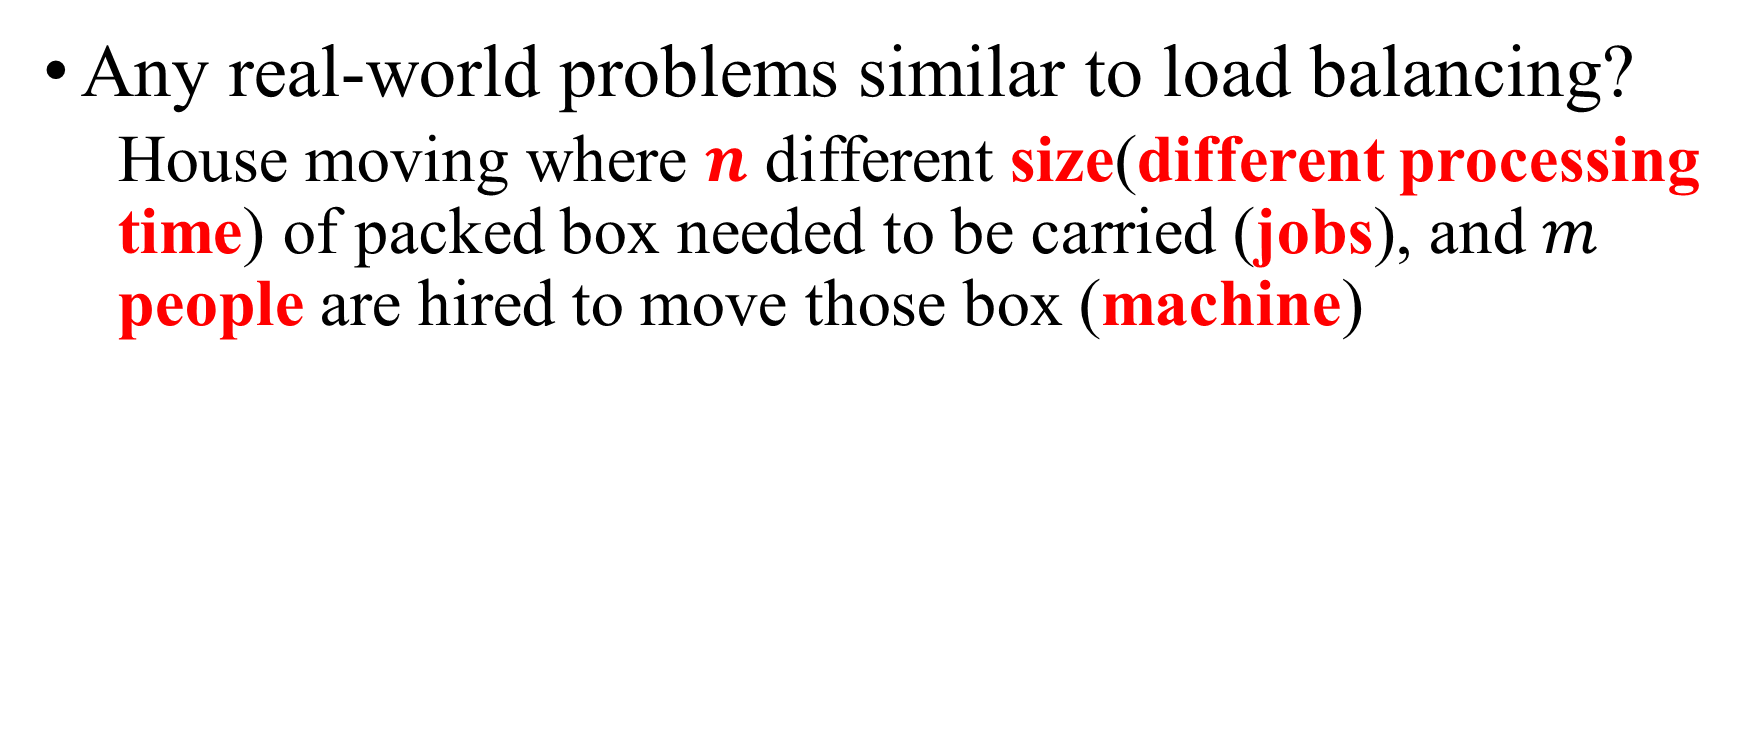 • Any real-world problems similar to load balancing?
House moving where n different size(different processing
time) of packed box needed to be carried (jobs), and m
people are hired to move those box (machine)